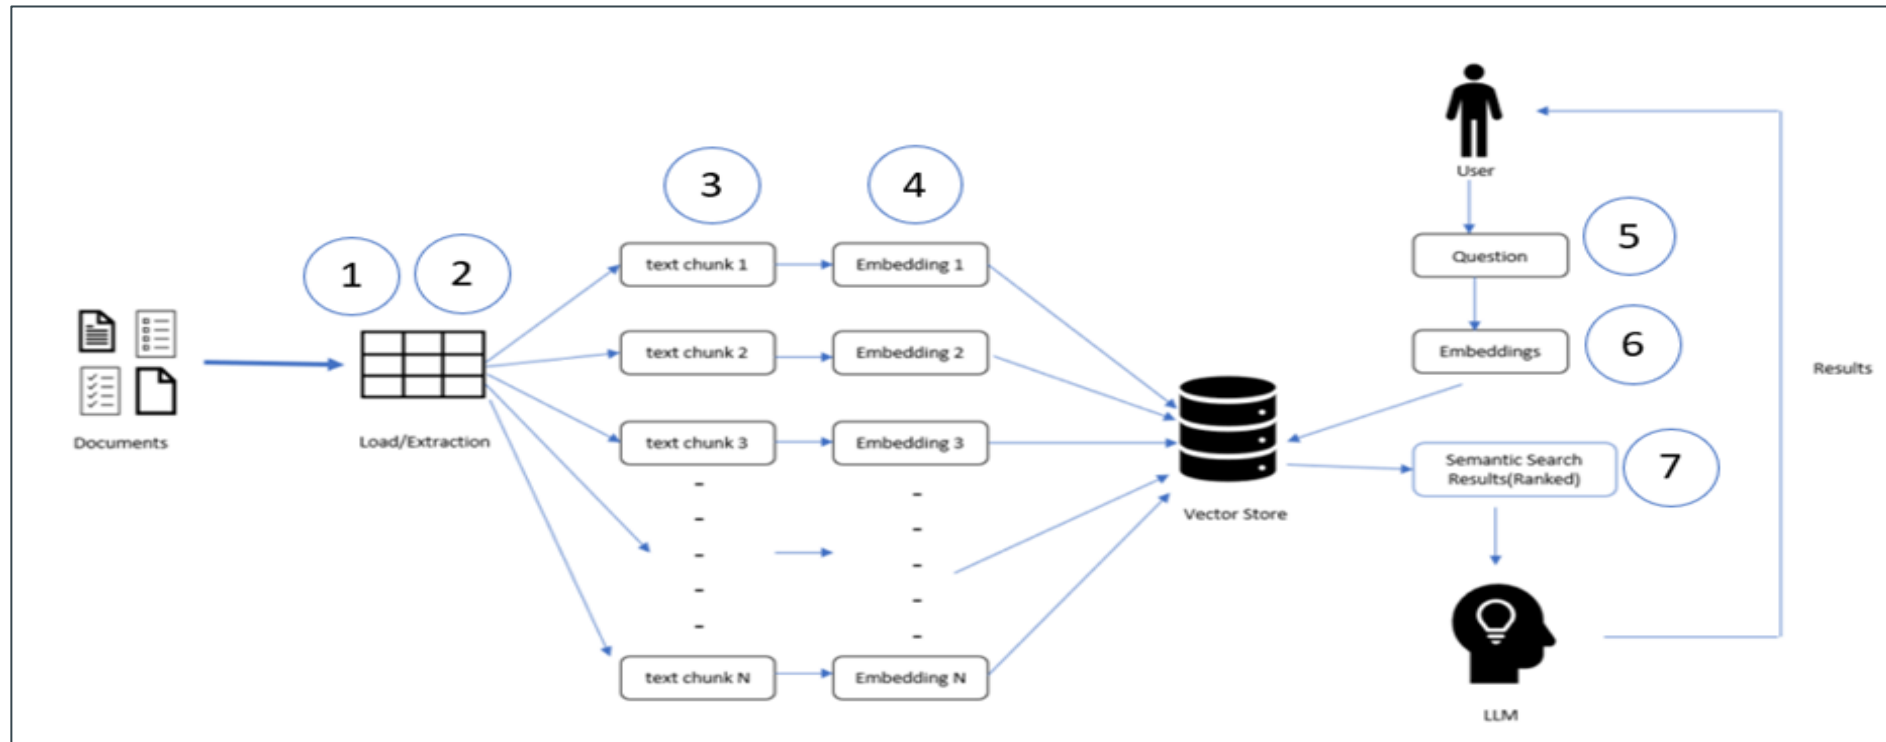 1
2
3
4
5
6
7
Documents
Load/Extraction
text chunk 1
text chunk 2
text chunk 3
-
-
-
-
-
text chunk N
Embedding 1
Embedding 2
Embedding 3
-
-
-
-
-
Embedding N
Vector Store
User
Question
Embeddings
Semantic Search
Results(Ranked)
LLM
Results